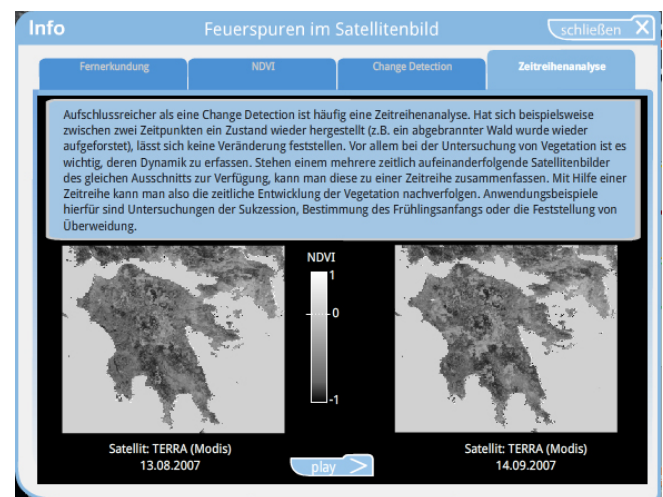 Info
Feuerspuren im Satellitenbild
schließen X
Fernerkundung
NDVI
Change Detection
Zeitreihenanalyse
Aufschlussreicher als eine Change Detection ist häufig eine Zeitreihenanalyse. Hat sich beispielsweise
zwischen zwei Zeitpunkten ein Zustand wieder hergestellt (z.B. ein abgebrannter Wald wurde wieder
aufgeforstet), lässt sich keine Veränderung feststellen. Vor allem bei der Untersuchung von Vegetation ist es
wichtig, deren Dynamik zu erfassen. Stehen einem mehrere zeitlich aufeinanderfolgende Satellitenbilder
des gleichen Ausschnitts zur Verfügung, kann man diese zu einer Zeitreihe zusammenfassen. Mit Hilfe einer
Zeitreihe kann man also die zeitliche Entwicklung der Vegetation nachverfolgen. Anwendungsbeispiele
hierfür sind Untersuchungen der Sukzession, Bestimmung des Frühlingsanfangs oder die Feststellung von
Überweidung.
NDVI
1
0
-1
Satellit: TERRA (Modis)
13.08.2007
play >
Satellit: TERRA (Modis)
14.09.2007